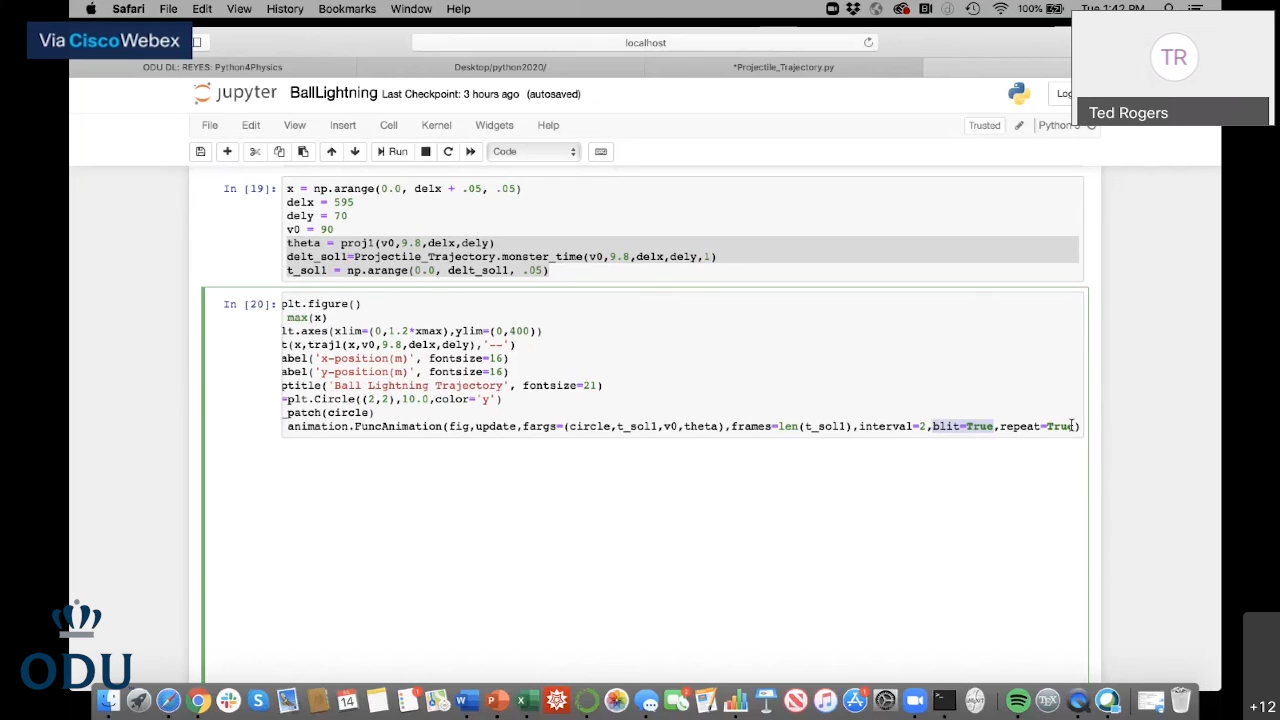 Safari File Edit View History Bookmarks Window Help
100% Tue 1:42 PM
Via Cisco Webex
localhost
ODU DL: REYES: Python4Physics
Desktop/python2020/
*Projectile_Trajectory.py
TR
Ted Rogers
jupyter BallLightning Last Checkpoint: 3 hours ago (autosaved)
File Edit View Insert Cell Kernel Widgets Help
Trusted
Run
Code
In [19]:
x = np.arange(0.0, delx + .05, .05)
delx = 595
dely = 70
v0 = 90
theta = proj1(v0,9.8,delx,dely)
delt_sol1=Projectile_Trajectory.monster_time(v0,9.8,delx,dely,1)
t_sol1 = np.arange(0.0, delt_sol1, .05)
In [20]:
plt.figure()
max(x)
lt.axes(xlim=(0,1.2*xmax),ylim=(0,400))
t(x,traj1(x,v0,9.8,delx,dely),'--')
abel('x-position(m)', fontsize=16)
abel('y-position(m)', fontsize=16)
ptitle('Ball Lightning Trajectory', fontsize=21)
=plt.Circle((2,2),10.0,color='y')
_patch(circle)
animation.FuncAnimation(fig,update,fargs=(circle,t_sol1,v0,theta),frames=len(t_sol1),interval=2,blit=True,repeat=True)
ODU
+12